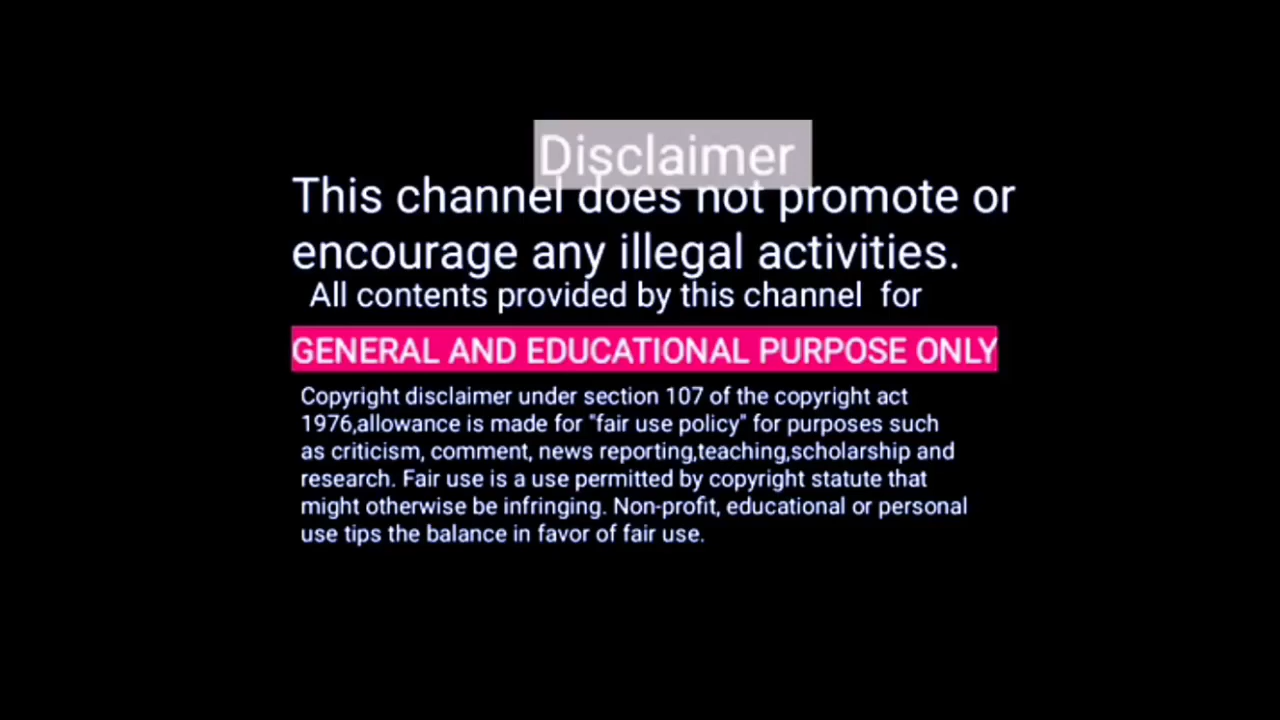 Disclaimer
This channel does not promote or
encourage any illegal activities.
All contents provided by this channel  for
GENERAL AND EDUCATIONAL PURPOSE ONLY
Copyright disclaimer under section 107 of the copyright act
1976,allowance is made for "fair use policy" for purposes such
as criticism, comment, news reporting,teaching,scholarship and
research. Fair use is a use permitted by copyright statute that
might otherwise be infringing. Non-profit, educational or personal
use tips the balance in favor of fair use.